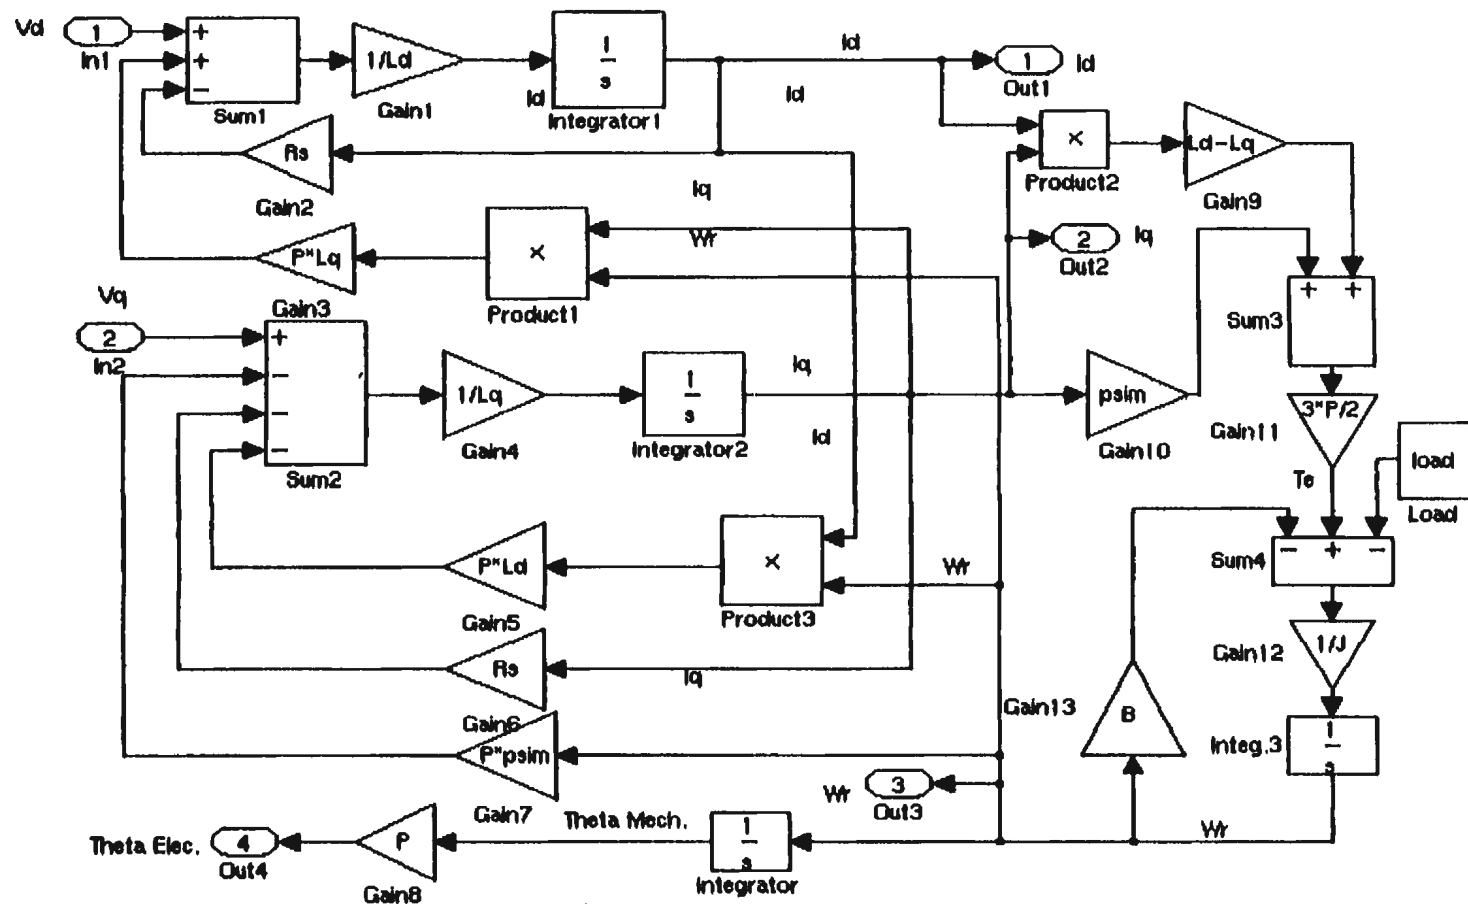 Vd
1
In1
+
+
−
Sum1
1/Ld
Gain1
Id
1
s
Integrator1
Id
Id
1
Out1
Id
Rs
Gain2
×
Product2
Ld-Lq
Gain9
Iq
Wr
P*Lq
Gain3
×
Product1
2
Out2
Iq
+ +
Sum3
Vq
2
In2
+
−
−
−
Sum2
1/Lq
Gain4
1
s
Integrator2
Iq
Id
psim
Gain10
3*P/2
Gain11
Te
load
Load
P*Ld
Gain5
×
Product3
Wr
− + −
Sum4
1/J
Gain12
Rs
Gain6
Iq
P*psim
Gain7
Gain13
B
1
s
Integ.3
Wr
3
Out3
Theta Elec.
4
Out4
P
Gain8
Theta Mech.
1
s
Integrator
Wr